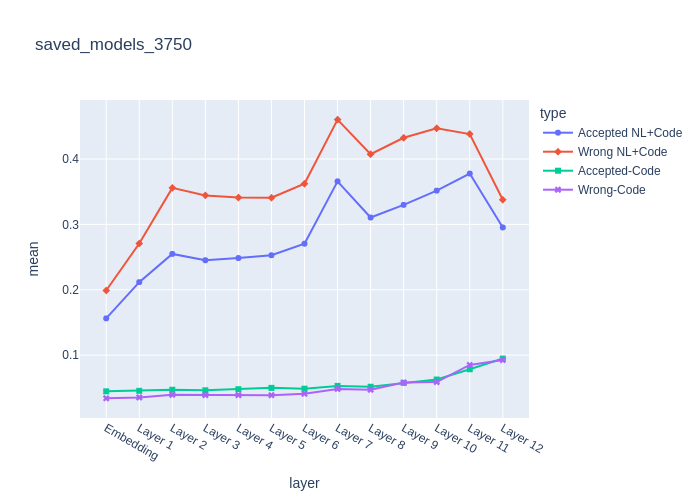 saved_models_3750
type
Accepted NL+Code
Wrong NL+Code
Accepted-Code
Wrong-Code
mean
0.4
0.3
0.2
0.1
Embedding
Layer 1
Layer 2
Layer 3
Layer 4
Layer 5
Layer 6
Layer 7
Layer 8
Layer 9
Layer 10
Layer 11
Layer 12
layer